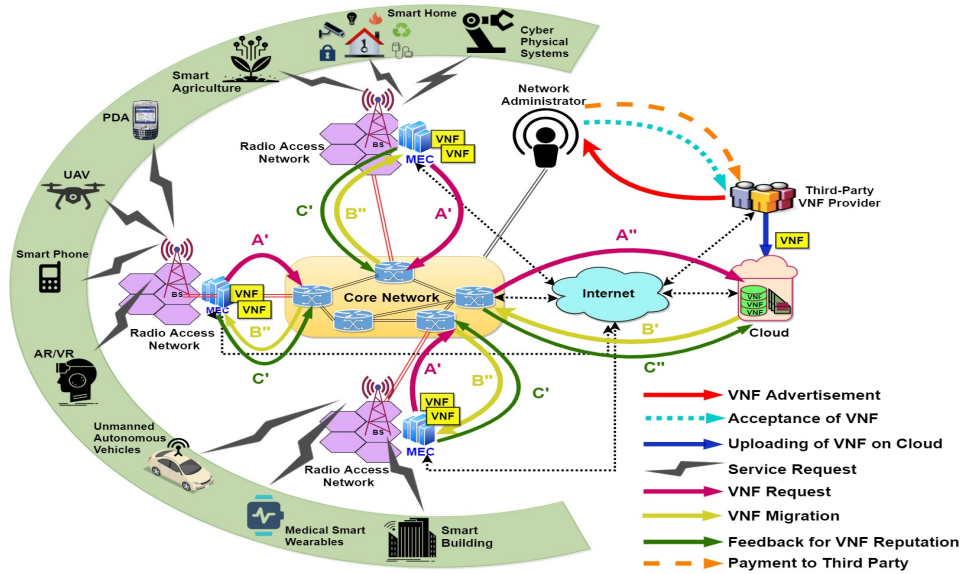 Smart Home
Cyber
Physical
Systems
Smart
Agriculture
Network
Administrator
PDA
BS
VNF
VNF
MEC
Radio Access
Network
UAV
Third-Party
VNF Provider
C'
B''
A'
A'
A''
VNF
Smart Phone
BS
VNF
VNF
MEC
Core Network
Internet
VNF
VNF
VNF
Cloud
Radio Access
Network
B''
B'
C'
C''
AR/VR
A'
B''
C'
VNF
VNF
BS
MEC
Unmanned
Autonomous
Vehicles
Radio Access
Network
Medical Smart
Wearables
Smart
Building
VNF Advertisement
Acceptance of VNF
Uploading of VNF on Cloud
Service Request
VNF Request
VNF Migration
Feedback for VNF Reputation
Payment to Third Party